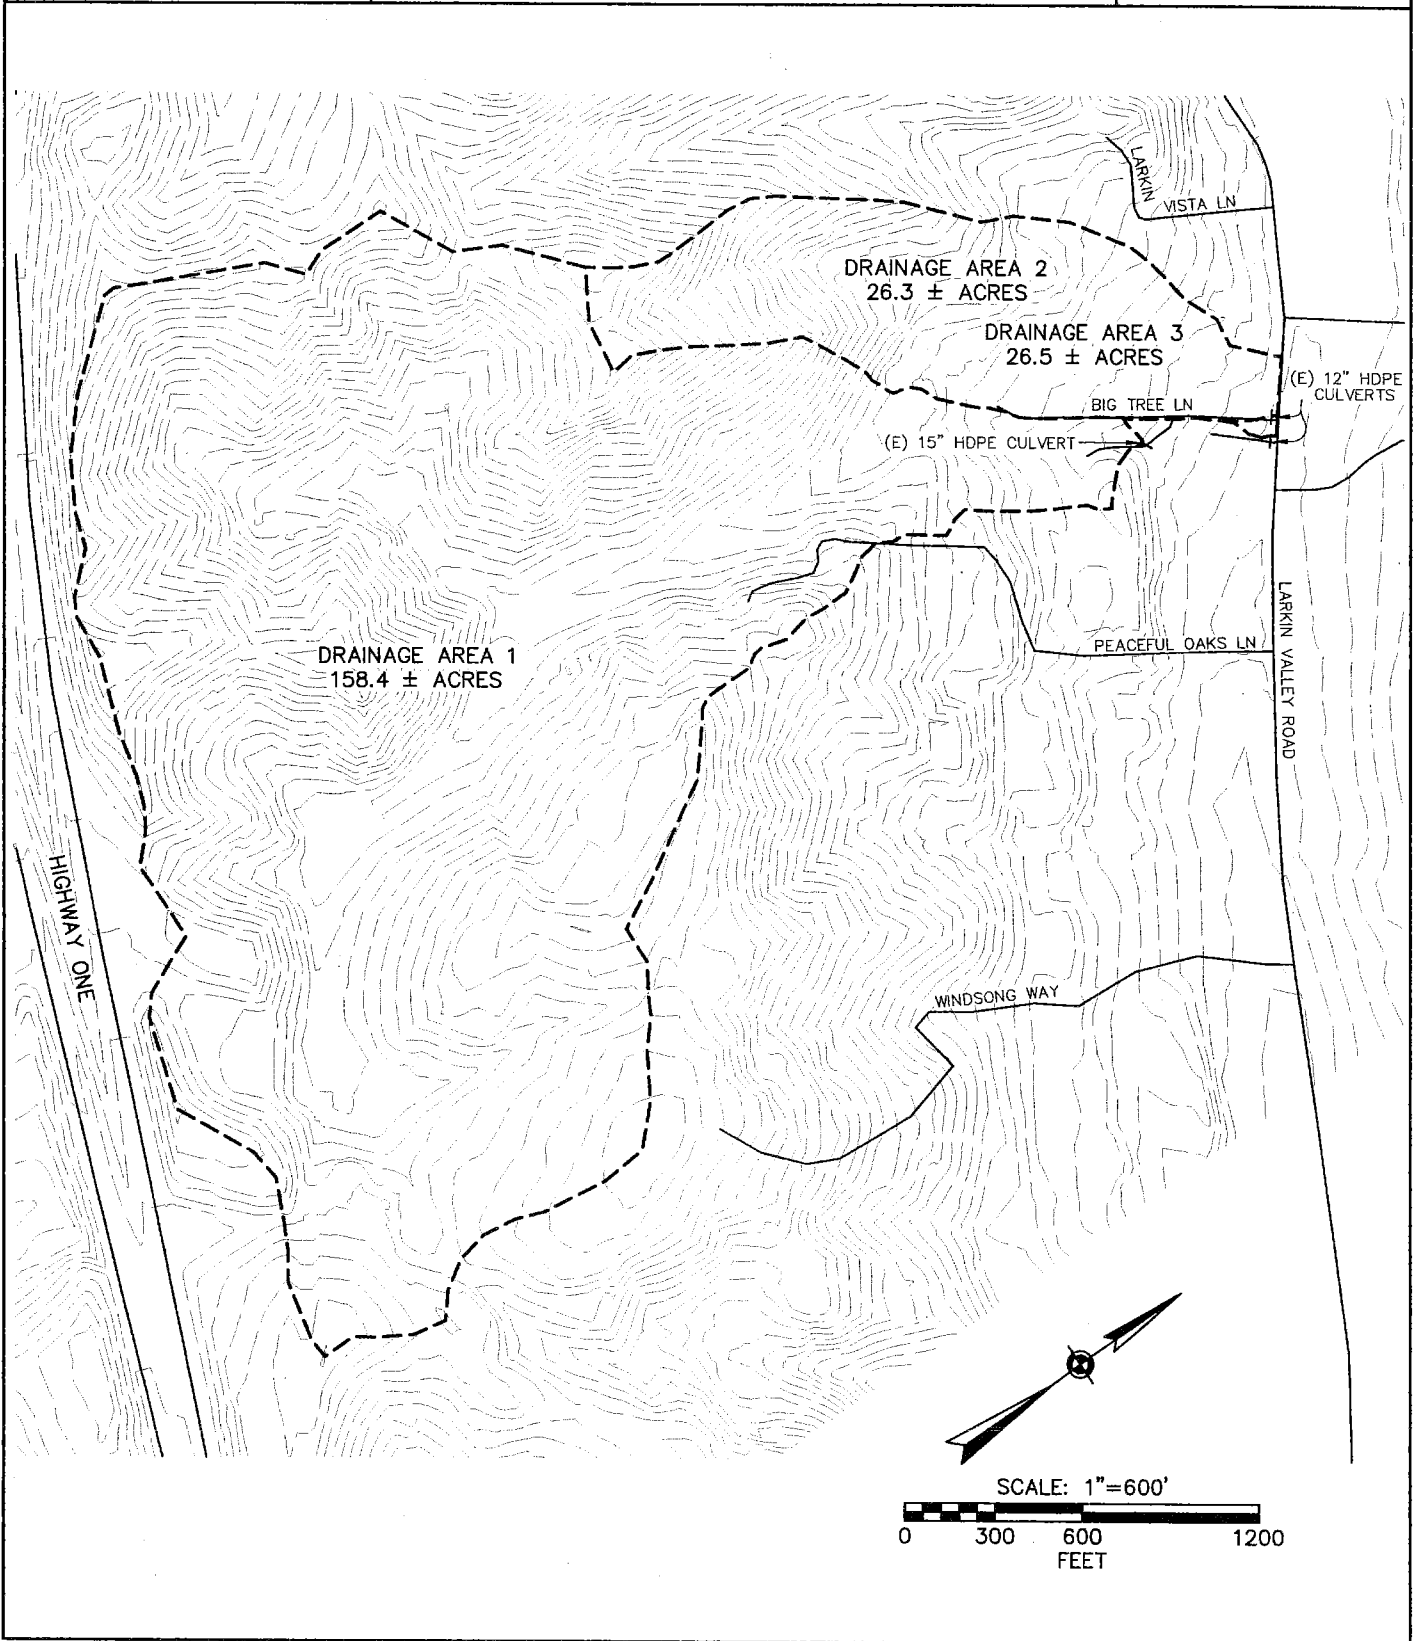 LARKIN
VISTA LN
DRAINAGE AREA 2
26.3 ± ACRES
DRAINAGE AREA 3
26.5 ± ACRES
(E) 12" HDPE
CULVERTS
BIG TREE LN
(E) 15" HDPE CULVERT
PEACEFUL OAKS LN
LARKIN VALLEY ROAD
DRAINAGE AREA 1
158.4 ± ACRES
HIGHWAY ONE
WINDSONG WAY
SCALE: 1"=600'
0 300 600 1200
FEET